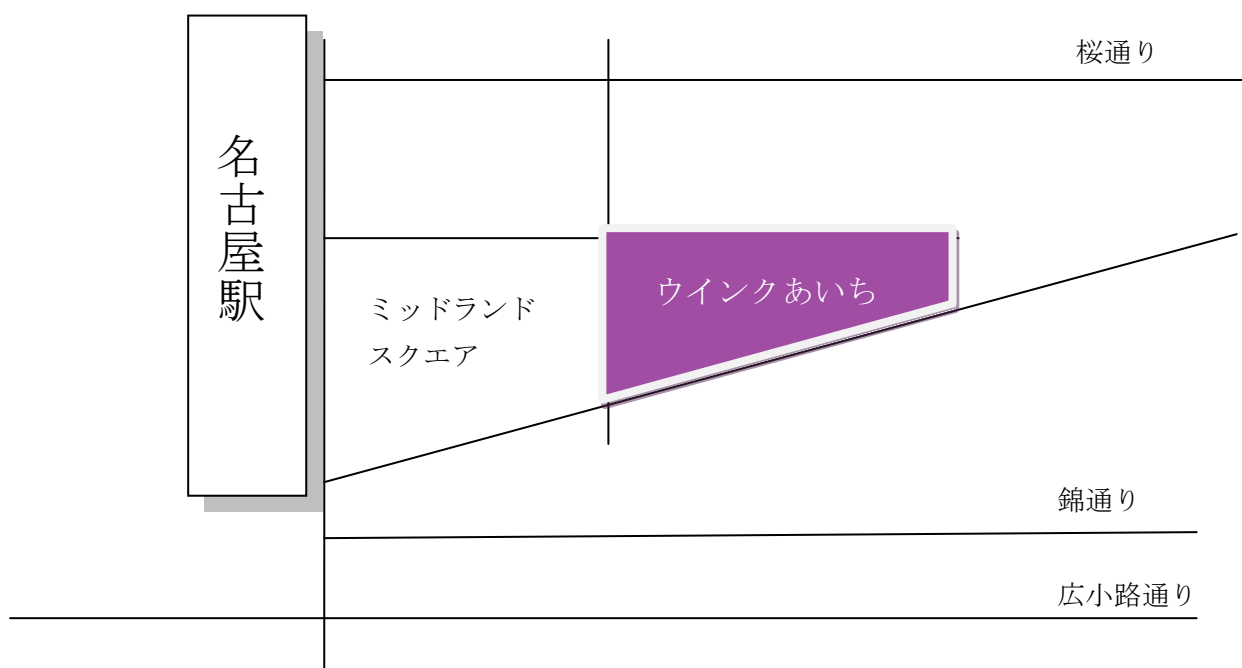 桜通り
名古屋駅
ウインクあいち
ミッドランド
スクエア
錦通り
広小路通り